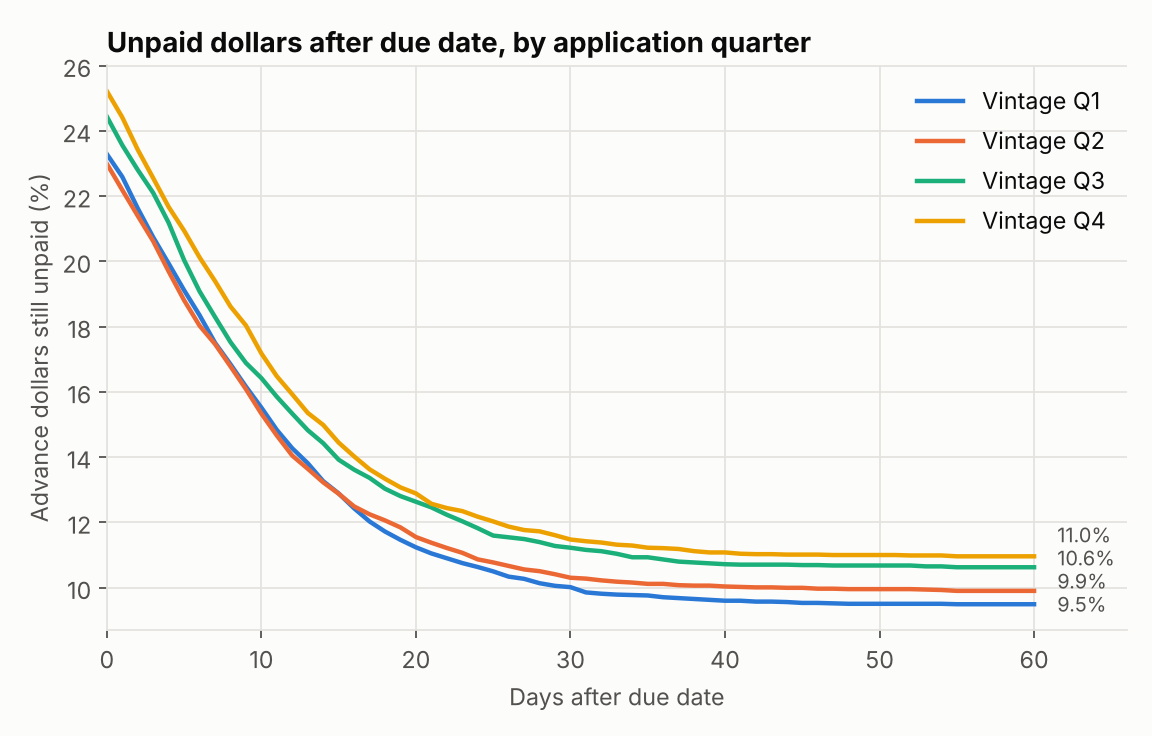 Unpaid dollars after due date, by application quarter
26
24
22
20
18
16
14
12
10
Advance dollars still unpaid (%)
Vintage Q1
Vintage Q2
Vintage Q3
Vintage Q4
11.0%
10.6%
9.9%
9.5%
0 10 20 30 40 50 60
Days after due date